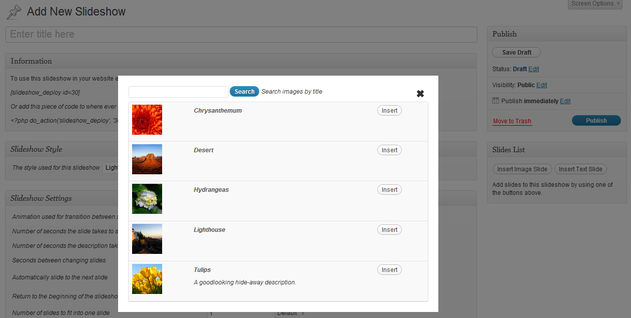 Screen Options
Add New Slideshow
Enter title here
Information
To use this slideshow in your website e
[slideshow_deploy id=30]
Or add this piece of code to where ever
<?php do_action('slideshow_deploy', '3
Slideshow Style
The style used for this slideshow Ligh
Slideshow Settings
Animation used for transition between
Number of seconds the slide takes to s
Number of seconds the description tak
Seconds between changing slides
Automatically slide to the next slide
Return to the beginning of the slidesho
Number of slides to fit into one slide
Default: 1
Search Search images by title
Chrysanthemum Insert
Desert Insert
Hydrangeas Insert
Lighthouse Insert
Tulips Insert
A goodlooking hide-away description.
Publish
Save Draft
Status: Draft Edit
Visibility: Public Edit
Publish immediately Edit
Move to Trash Publish
Slides List
Insert Image Slide Insert Text Slide
Add slides to this slideshow by using one of
the buttons above.